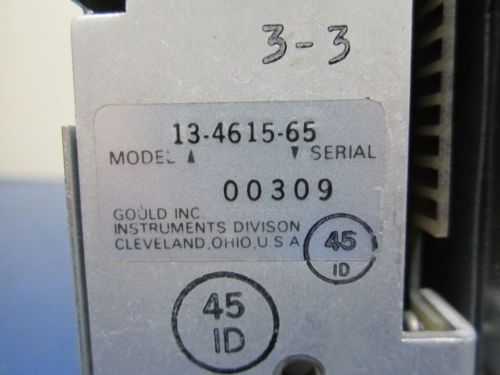 3-3
13-4615-65
MODEL ▲ ▼ SERIAL
00309
GOULD INC
INSTRUMENTS DIVISON
CLEVELAND, OHIO, U S A
45
ID
45
ID